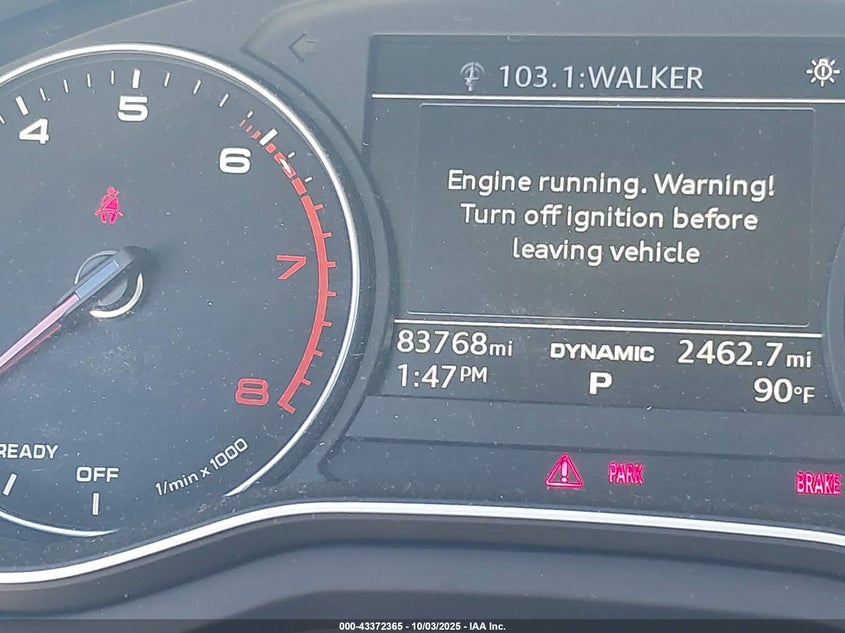 103.1:WALKER
4
5
6
7
8
Engine running. Warning!
Turn off ignition before
leaving vehicle
83768mi DYNAMIC 2462.7mi
1:47PM P 90°F
READY
OFF
1/min x 1000
PARK
BRAKE
000-43372365 - 10/03/2025 - IAA Inc.